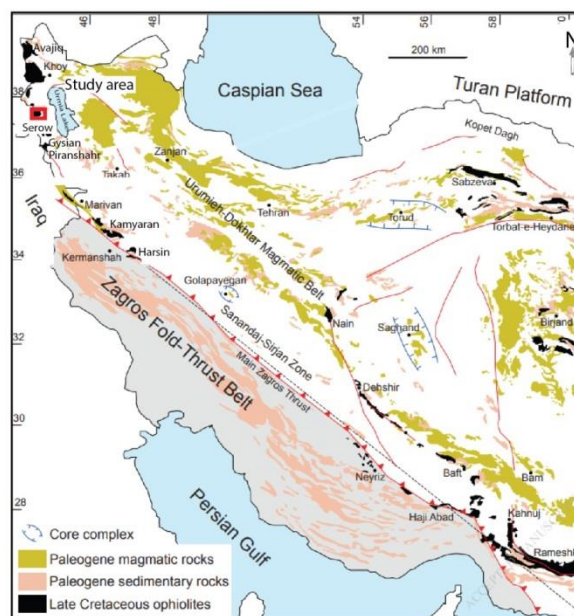 44
46
48
52
54
56
58
60
N
Avajiq
Khoy
200 km
Study area
Caspian Sea
Turan Platform
38
Urmia Lake
Serow
Kopet Dagh
Gysian
Piranshahr
Zanjan
Takab
36
Sabzevar
Urumieh-Dokhtar Magmatic Belt
Iraq
Marivan
Tehran
Torud
Torbat-e-Heydarie
Kamyaran
Harsin
Kermanshah
34
Golapayegan
Zagros Fold-Thrust Belt
Sanandaj-Sirjan Zone
Main Zagros Thrust
Nain
Saghand
Birjand
32
Dehshir
30
Baft
Bam
Neyriz
Haji Abad
Kahnuj
28
Persian Gulf
Rameshk
Core complex
Paleogene magmatic rocks
Paleogene sedimentary rocks
Late Cretaceous ophiolites